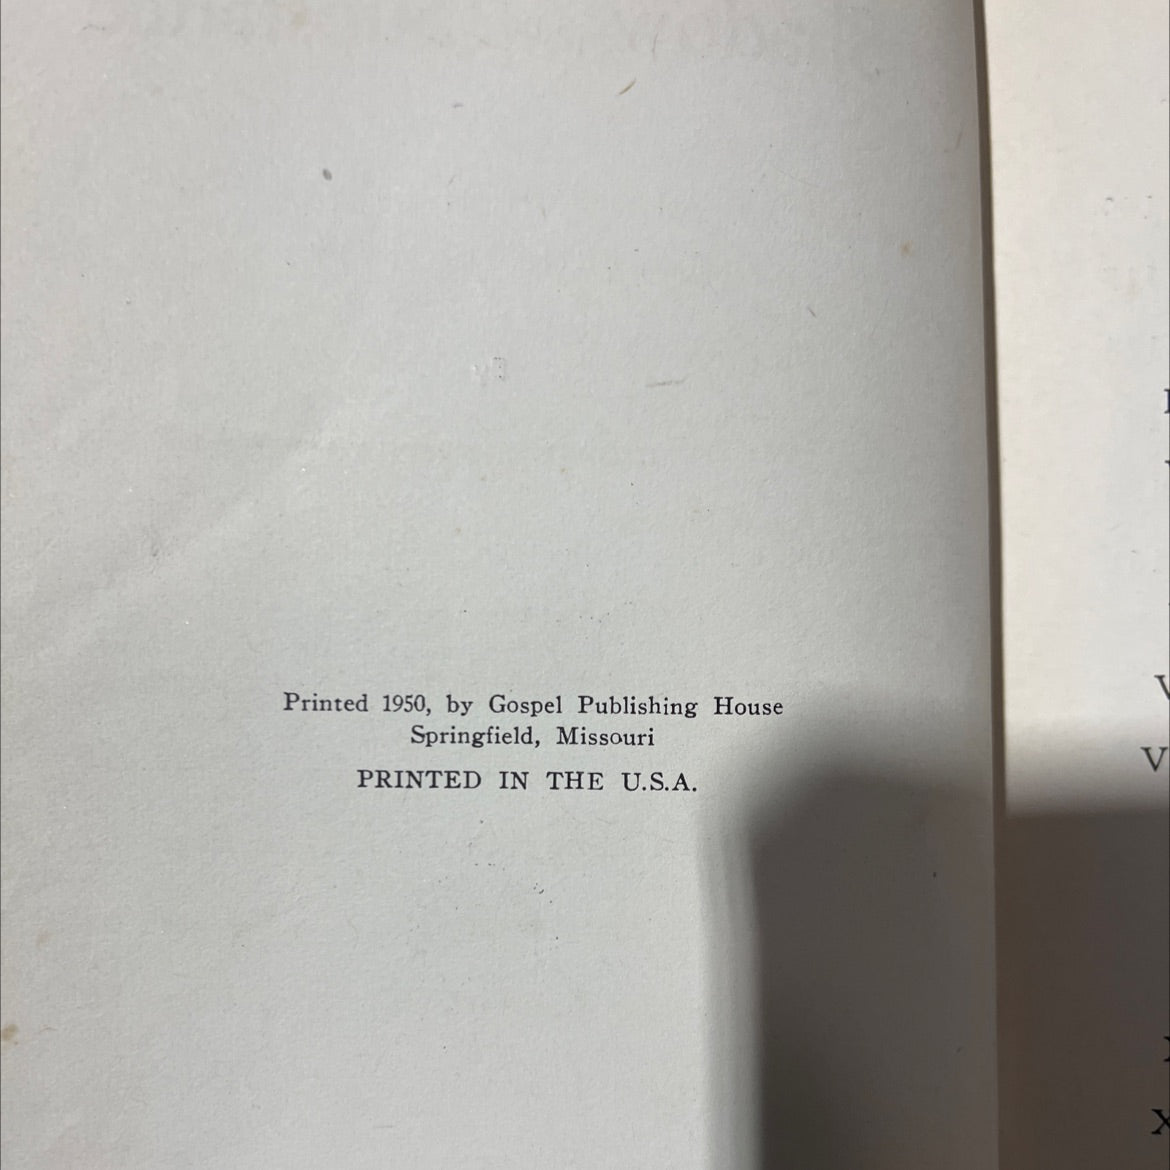 Printed 1950, by Gospel Publishing House
Springfield, Missouri
PRINTED IN THE U.S.A.
V
V
X